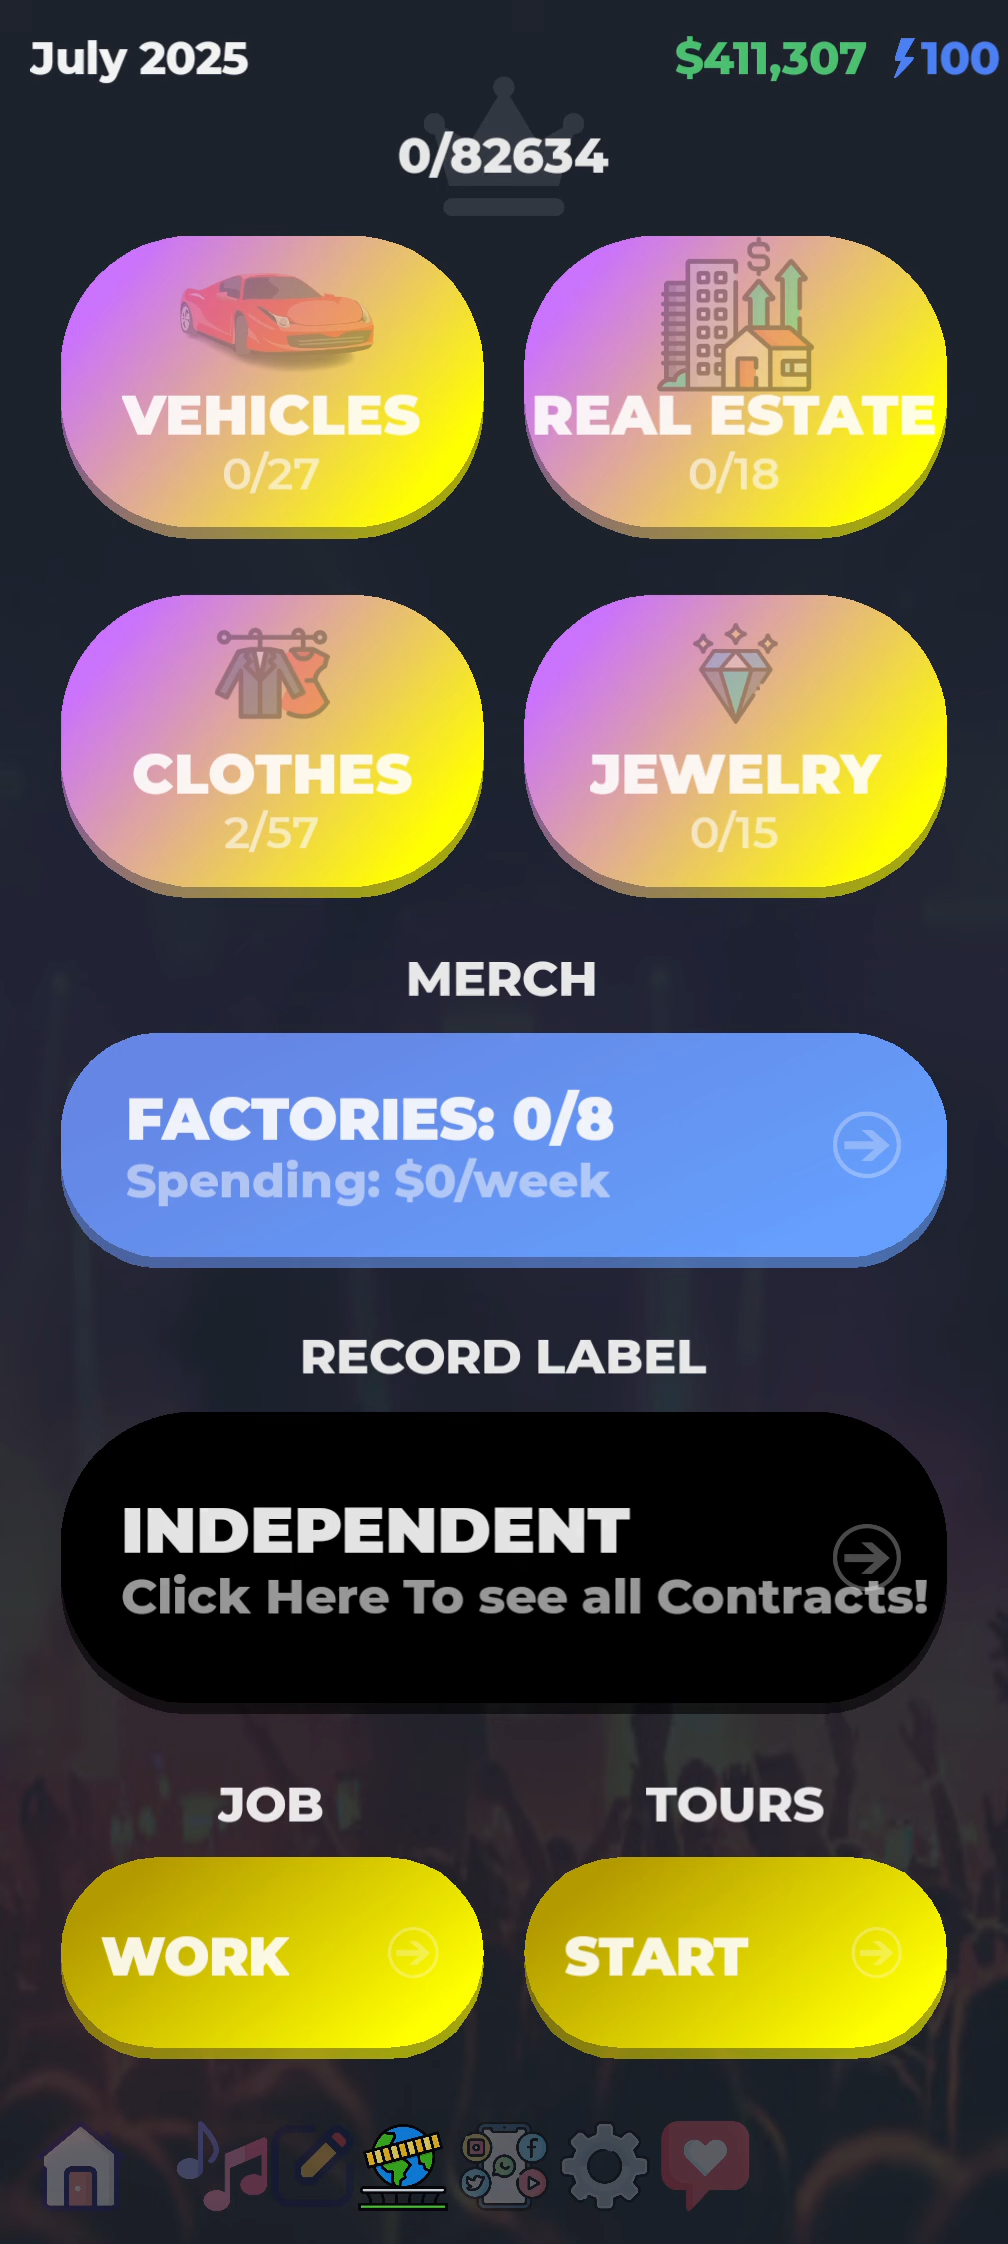 July 2025
$411,307
100
0/82634
VEHICLES
0/27
REAL ESTATE
0/18
CLOTHES
2/57
JEWELRY
0/15
MERCH
FACTORIES: 0/8
Spending: $0/week
RECORD LABEL
INDEPENDENT
Click Here To see all Contracts!
JOB
TOURS
WORK
START